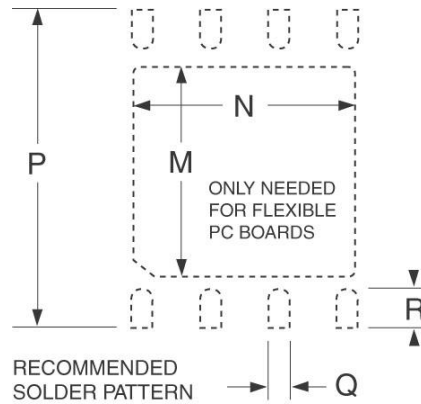 N
P
M
ONLY NEEDED
FOR FLEXIBLE
PC BOARDS
R
RECOMMENDED
SOLDER PATTERN
Q